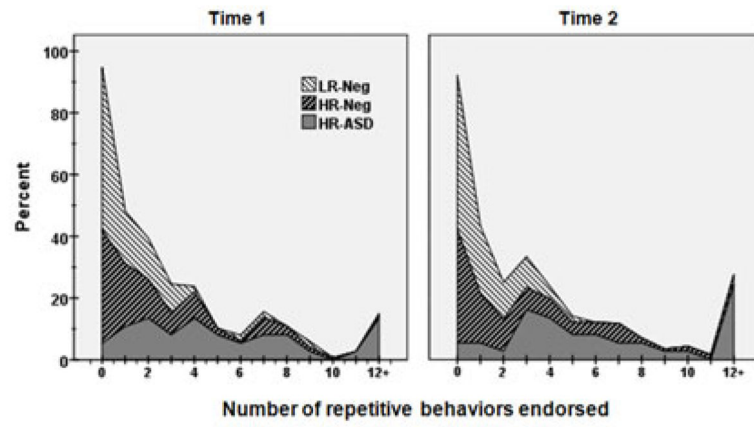 Time 1
Time 2
100
80
60
40
20
0
Percent
LR-Neg
HR-Neg
HR-ASD
0 2 4 6 8 10 12+
0 2 4 6 8 10 12+
Number of repetitive behaviors endorsed